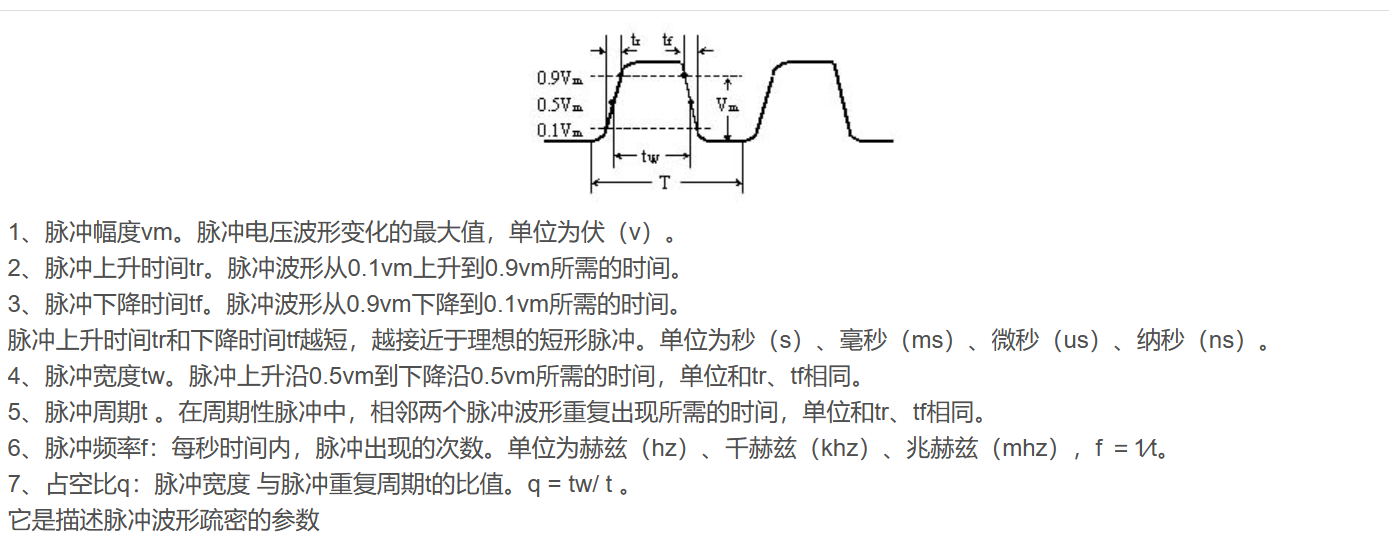 tr tf
0.9Vm
0.5Vm Vm
0.1Vm
tw
T
1、脉冲幅度vm。脉冲电压波形变化的最大值，单位为伏（v）。
2、脉冲上升时间tr。脉冲波形从0.1vm上升到0.9vm所需的时间。
3、脉冲下降时间tf。脉冲波形从0.9vm下降到0.1vm所需的时间。
脉冲上升时间tr和下降时间tf越短，越接近于理想的短形脉冲。单位为秒（s）、毫秒（ms）、微秒（us）、纳秒（ns）。
4、脉冲宽度tw。脉冲上升沿0.5vm到下降沿0.5vm所需的时间，单位和tr、tf相同。
5、脉冲周期t 。在周期性脉冲中，相邻两个脉冲波形重复出现所需的时间，单位和tr、tf相同。
6、脉冲频率f：每秒时间内，脉冲出现的次数。单位为赫兹（hz）、千赫兹（khz）、兆赫兹（mhz），f = 1∕t。
7、占空比q：脉冲宽度 与脉冲重复周期t的比值。q = tw/ t 。
它是描述脉冲波形疏密的参数